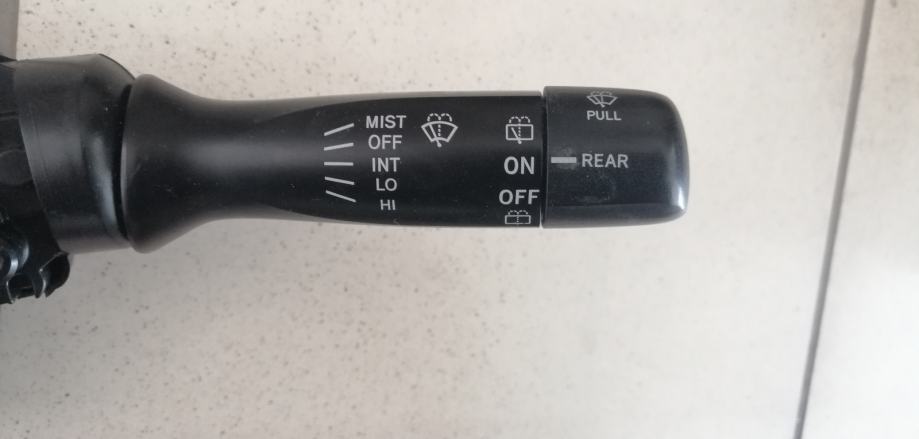 MIST
OFF
INT
LO
HI
ON
OFF
PULL
REAR